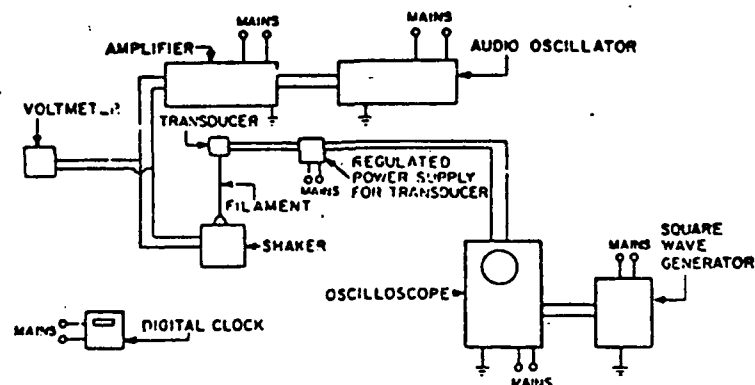 MAINS
MAINS
AMPLIFIER
AUDIO OSCILLATOR
VOLTMETER
TRANSDUCER
REGULATED
POWER SUPPLY
FOR TRANSDUCER
MAINS
FILAMENT
SHAKER
SQUARE
WAVE
GENERATOR
MAINS
OSCILLOSCOPE
MAINS
DIGITAL CLOCK
MAINS